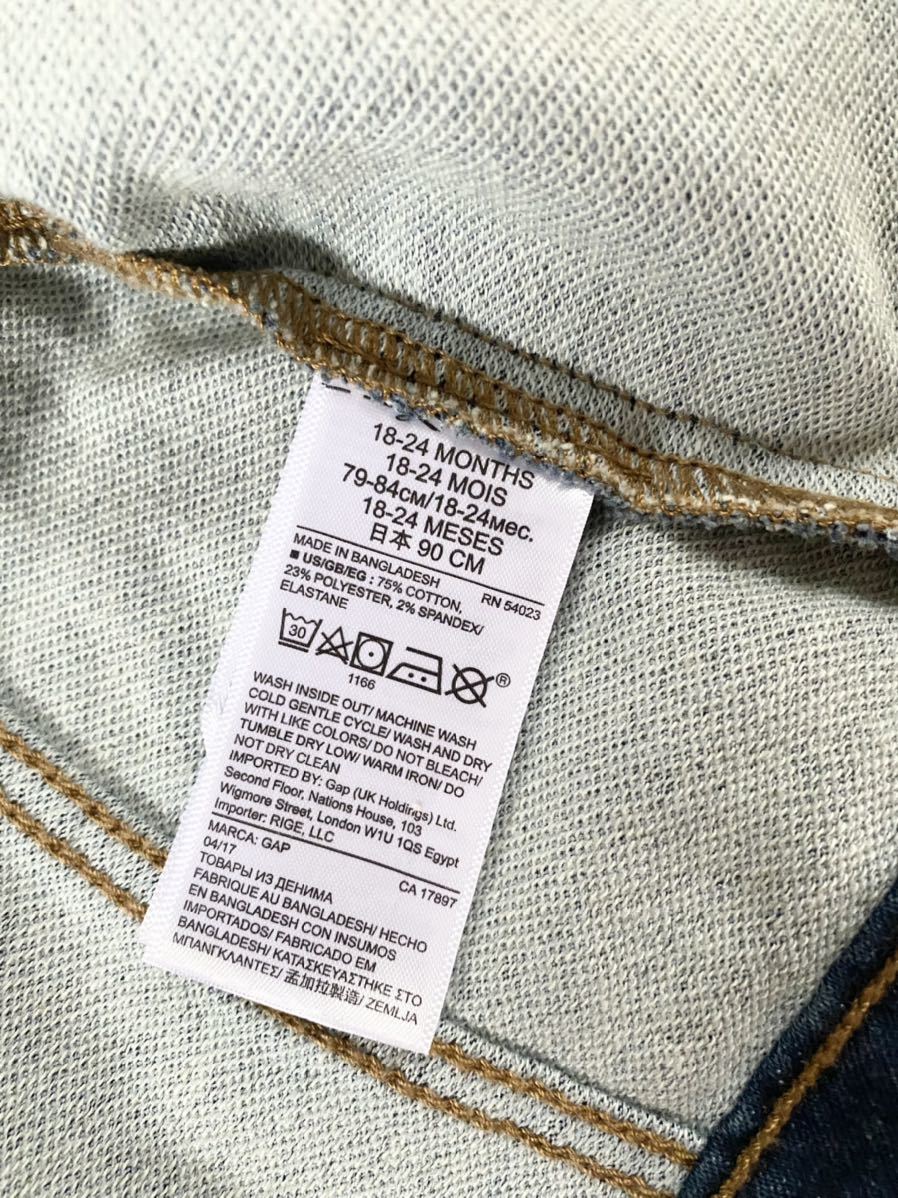 18-24 MONTHS
18-24 MOIS
79-84см/18-24мес.
18-24 MESES
日本 90 CM
MADE IN BANGLADESH
RN 54023
■ US/GB/EG : 75% COTTON,
23% POLYESTER, 2% SPANDEX/
ELASTANE
30
®
1166
WASH INSIDE OUT/ MACHINE WASH
COLD GENTLE CYCLE/ WASH AND DRY
WITH LIKE COLORS/ DO NOT BLEACH/
TUMBLE DRY LOW/ WARM IRON/ DO
NOT DRY CLEAN
IMPORTED BY: Gap (UK Holdings) Ltd.
Second Floor, Nations House, 103
Wigmore Street, London W1U 1QS Egypt
Importer: RIGE, LLC
MARCA: GAP
04/17
CA 17897
ТОВАРЫ ИЗ ДЕНИМА
FABRIQUE AU BANGLADESH/ HECHO
EN BANGLADESH CON INSUMOS
IMPORTADOS/ FABRICADO EM
BANGLADESH/ ΚΑΤΑΣΚΕΥΑΣΤΗΚΕ ΣΤΟ
ΜΠΑΝΓΚΛΑΝΤΕΣ/ 孟加拉製造/ ZEMLJA